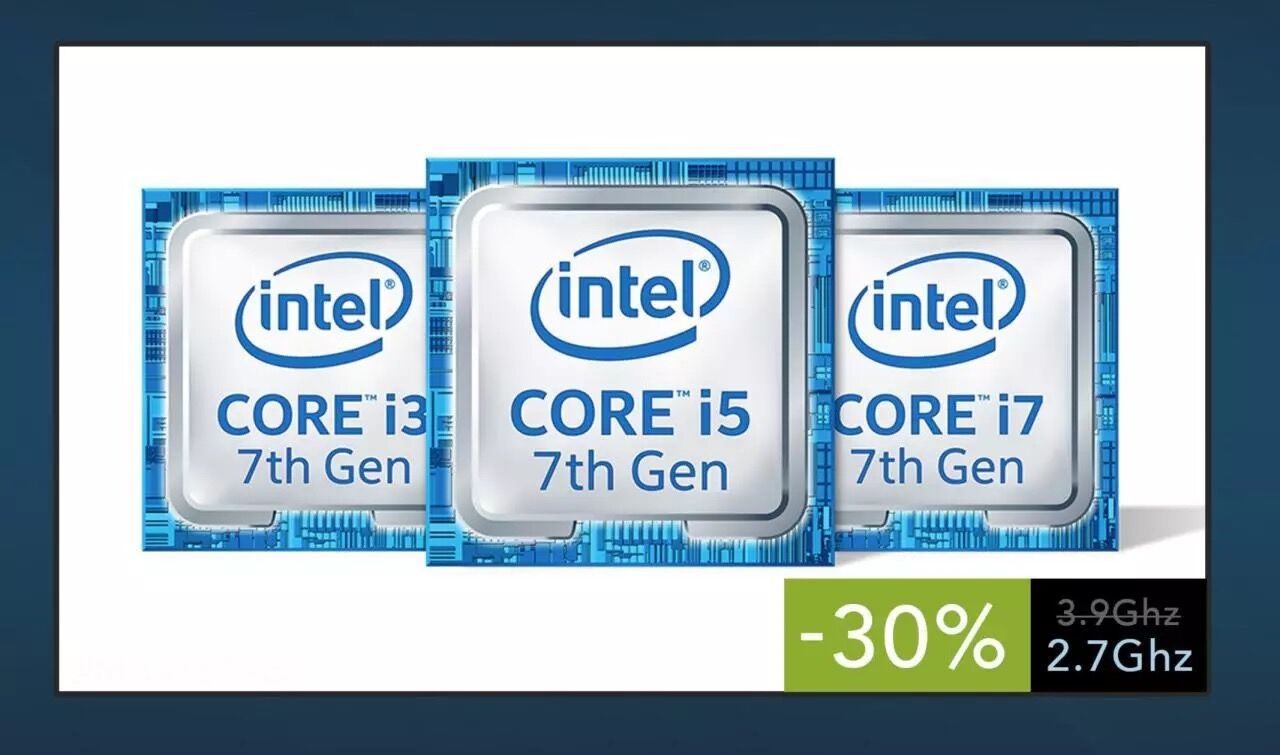 intel®
CORE™ i3
7th Gen
intel®
CORE™ i5
7th Gen
intel®
CORE™ i7
7th Gen
-30%
3.9Ghz
2.7Ghz